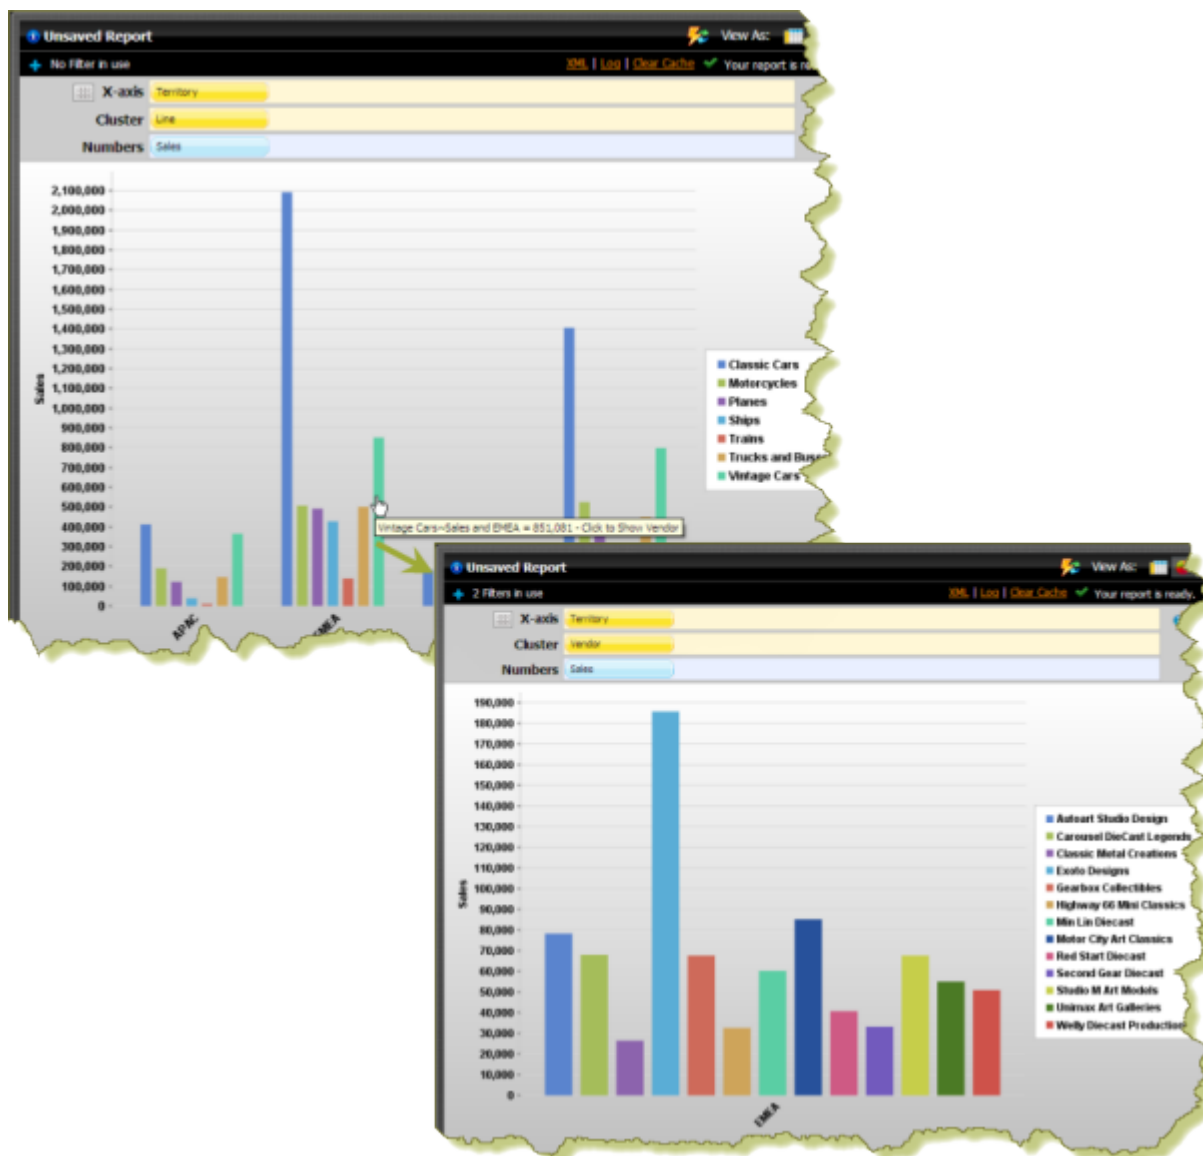 Unsaved Report
View As:
No Filter in use
XML | Log | Clear Cache
Your report is
X-axis Territory
Cluster Line
Numbers Sales
2,100,000
2,000,000
1,900,000
1,800,000
1,700,000
1,600,000
1,500,000
1,400,000
1,300,000
1,200,000
1,100,000
1,000,000
900,000
800,000
700,000
600,000
500,000
400,000
300,000
200,000
100,000
0
Sales
Classic Cars
Motorcycles
Planes
Ships
Trains
Trucks and Buses
Vintage Cars
Vintage Cars~Sales and EMEA = 851,081 - Click to Show Vendor
APAC
EMEA
Unsaved Report
View As:
2 Filters in use
XML | Log | Clear Cache
Your report is ready.
X-axis Territory
Cluster Vendor
Numbers Sales
190,000
180,000
170,000
160,000
150,000
140,000
130,000
120,000
110,000
100,000
90,000
80,000
70,000
60,000
50,000
40,000
30,000
20,000
10,000
0
Sales
Autoart Studio Design
Carousel DieCast Legends
Classic Metal Creations
Exoto Designs
Gearbox Collectibles
Highway 66 Mini Classics
Min Lin Diecast
Motor City Art Classics
Red Start Diecast
Second Gear Diecast
Studio M Art Models
Unimax Art Galleries
Welly Diecast Production
EMEA